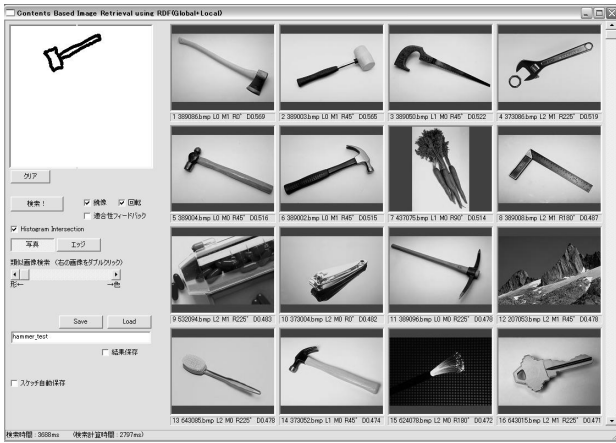 Contents Based Image Retrieval using RDF(Global+Local)
クリア
検索！
鏡像 回転
適合性フィードバック
Histogram Intersection
写真 エッジ
類似画像検索 （右の画像をダブルクリック）
形← →色
Save Load
hammer_test
結果保存
スケッチ自動保存
1 389086.bmp L0 M1 R0° D0.569
2 389003.bmp L0 M1 R45° D0.565
3 389050.bmp L1 M0 R45° D0.522
4 373086.bmp L2 M1 R225° D0.519
5 389004.bmp L0 M0 R45° D0.516
6 389002.bmp L0 M1 R45° D0.515
7 437075.bmp L1 M0 R90° D0.514
8 389008.bmp L2 M1 R180° D0.487
9 532094.bmp L2 M1 R225° D0.483
10 373004.bmp L2 M0 R0° D0.482
11 389096.bmp L2 M0 R225° D0.478
12 207053.bmp L2 M1 R45° D0.478
13 643085.bmp L2 M0 R225° D0.478
14 373052.bmp L1 M0 R45° D0.474
15 624078.bmp L2 M0 R180° D0.472
16 643015.bmp L2 M1 R225° D0.471
検索時間：3688ms （検索計算時間：2797ms）